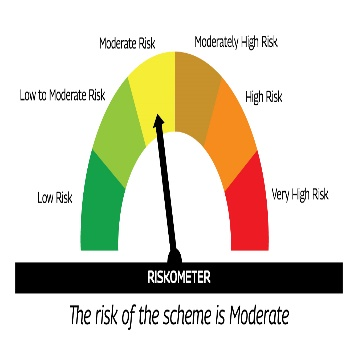 Moderate Risk
Moderately High Risk
Low to Moderate Risk
High Risk
Low Risk
Very High Risk
RISKOMETER
The risk of the scheme is Moderate